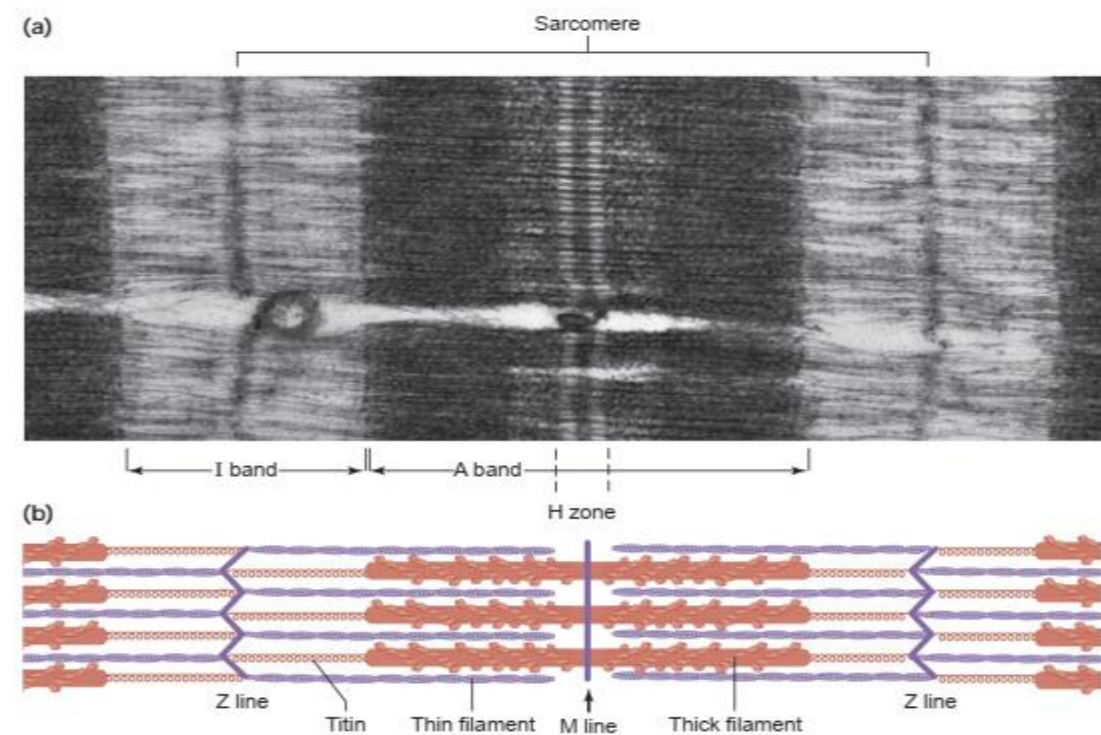 (a)
Sarcomere
I band
A band
H zone
(b)
Z line
Titin
Thin filament
M line
Thick filament
Z line